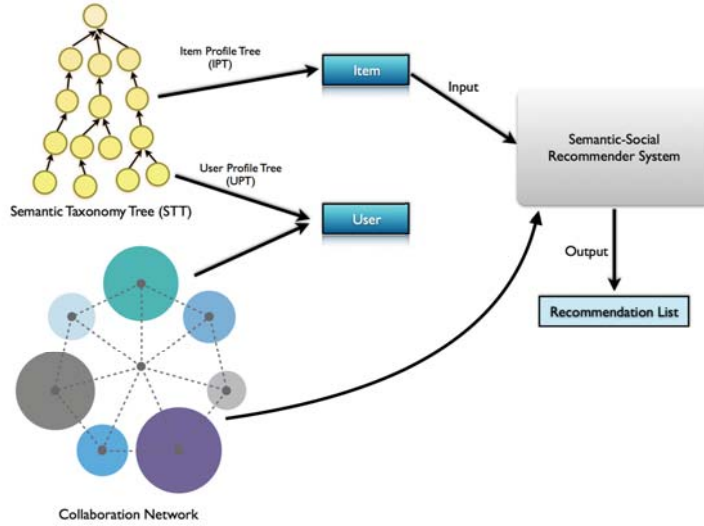 Item Profile Tree
(IPT)
Item
Input
Semantic-Social
Recommender System
User Profile Tree
(UPT)
Semantic Taxonomy Tree (STT)
User
Output
Recommendation List
Collaboration Network